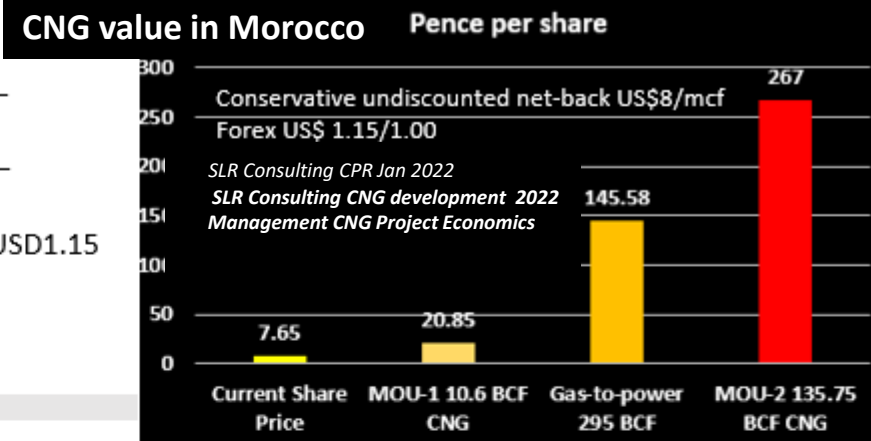 CNG value in Morocco
Pence per share
300
250
200
150
100
50
0
Conservative undiscounted net-back US$8/mcf
Forex US$ 1.15/1.00
SLR Consulting CPR Jan 2022
SLR Consulting CNG development 2022
Management CNG Project Economics
7.65
20.85
145.58
267
Current Share Price
MOU-1 10.6 BCF CNG
Gas-to-power 295 BCF
MOU-2 135.75 BCF CNG
USD1.15